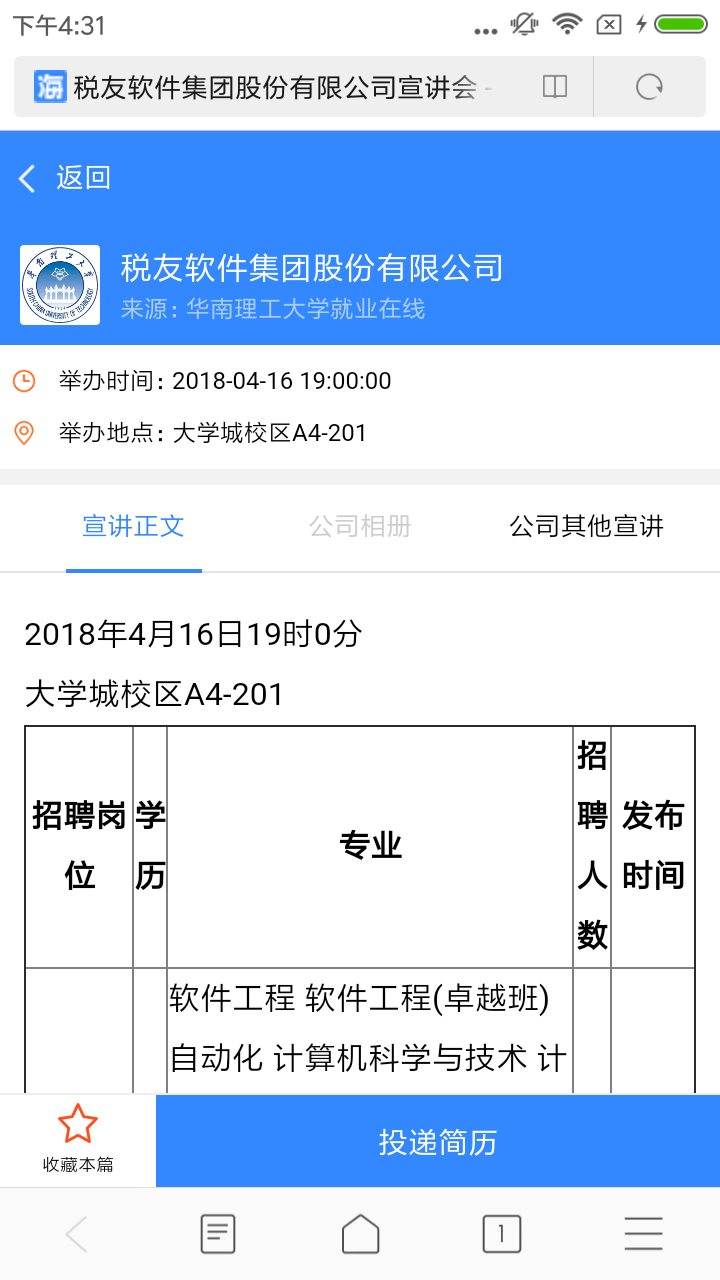 下午4:31
海 税友软件集团股份有限公司宣讲会 -
返回
税友软件集团股份有限公司
来源：华南理工大学就业在线
举办时间：2018-04-16 19:00:00
举办地点：大学城校区A4-201
宣讲正文 公司相册 公司其他宣讲
2018年4月16日19时0分
大学城校区A4-201
招聘岗位 学历 专业 招聘人数 发布时间
软件工程 软件工程(卓越班)
自动化 计算机科学与技术 计
收藏本篇 投递简历
1